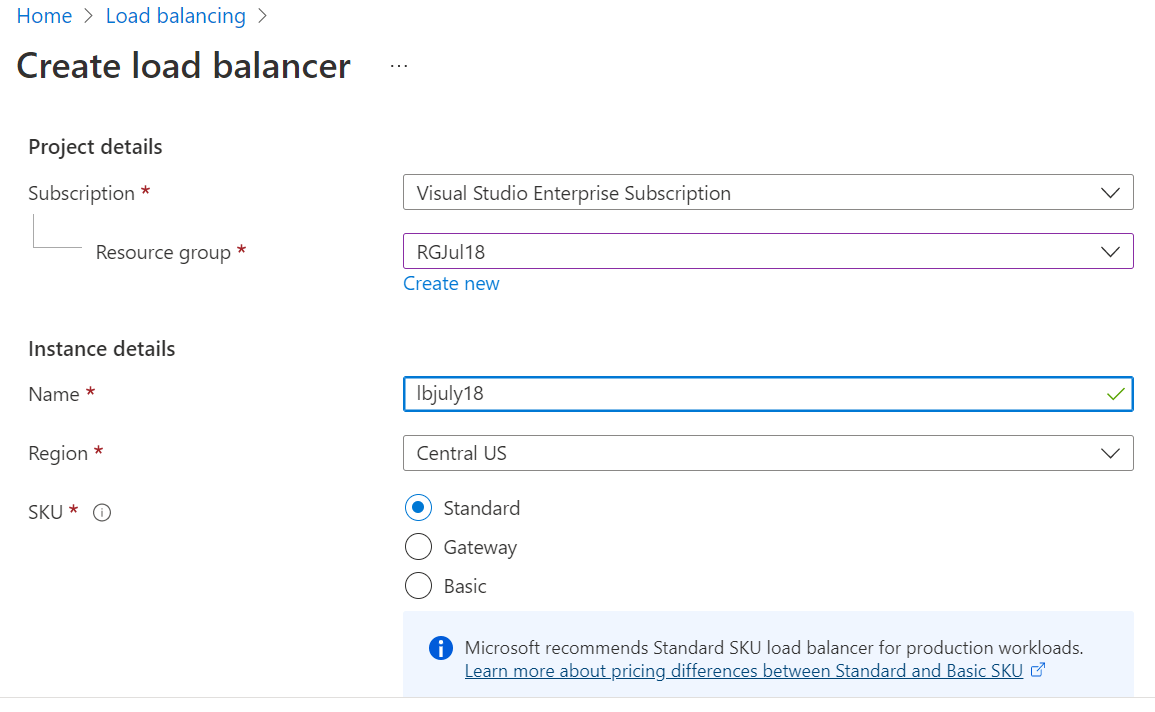 Home > Load balancing >
Create load balancer ...
Project details
Subscription * Visual Studio Enterprise Subscription
Resource group * RGJul18
Create new
Instance details
Name * lbjuly18
Region * Central US
SKU * Standard
Gateway
Basic
Microsoft recommends Standard SKU load balancer for production workloads.
Learn more about pricing differences between Standard and Basic SKU